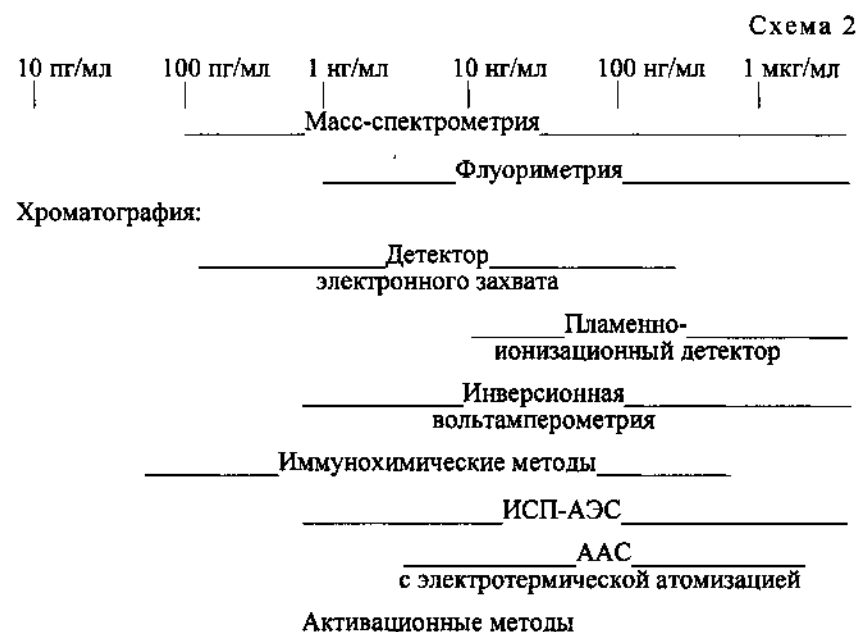 Схема 2
10 пг/мл 100 пг/мл 1 нг/мл 10 нг/мл 100 нг/мл 1 мкг/мл
Масс-спектрометрия
Флуориметрия
Хроматография:
Детектор
электронного захвата
Пламенно-
ионизационный детектор
Инверсионная
вольтамперометрия
Иммунохимические методы
ИСП-АЭС
ААС
с электротермической атомизацией
Активационные методы